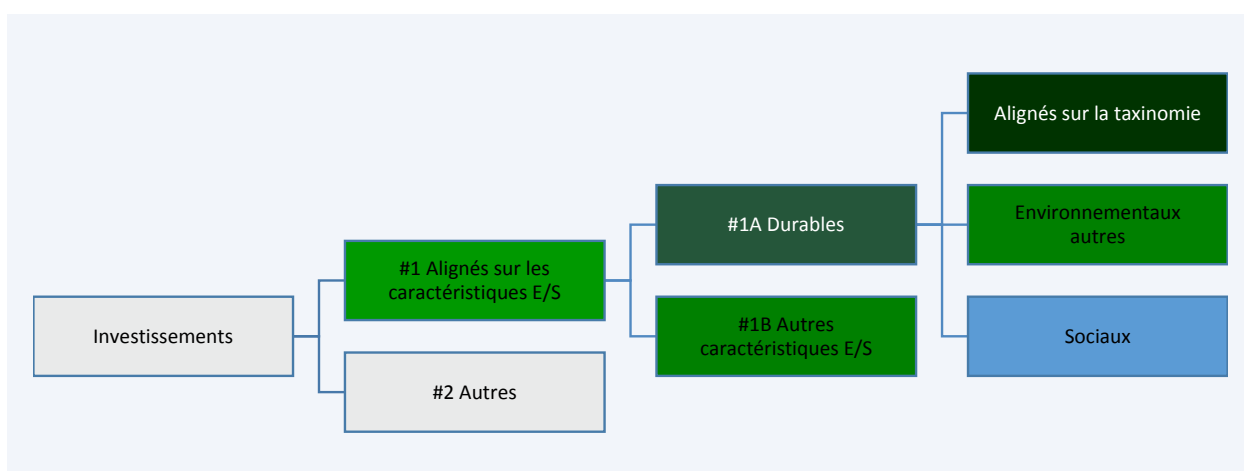 Investissements
#1 Alignés sur les
caractéristiques E/S
#2 Autres
#1A Durables
#1B Autres
caractéristiques E/S
Alignés sur la taxinomie
Environnementaux
autres
Sociaux